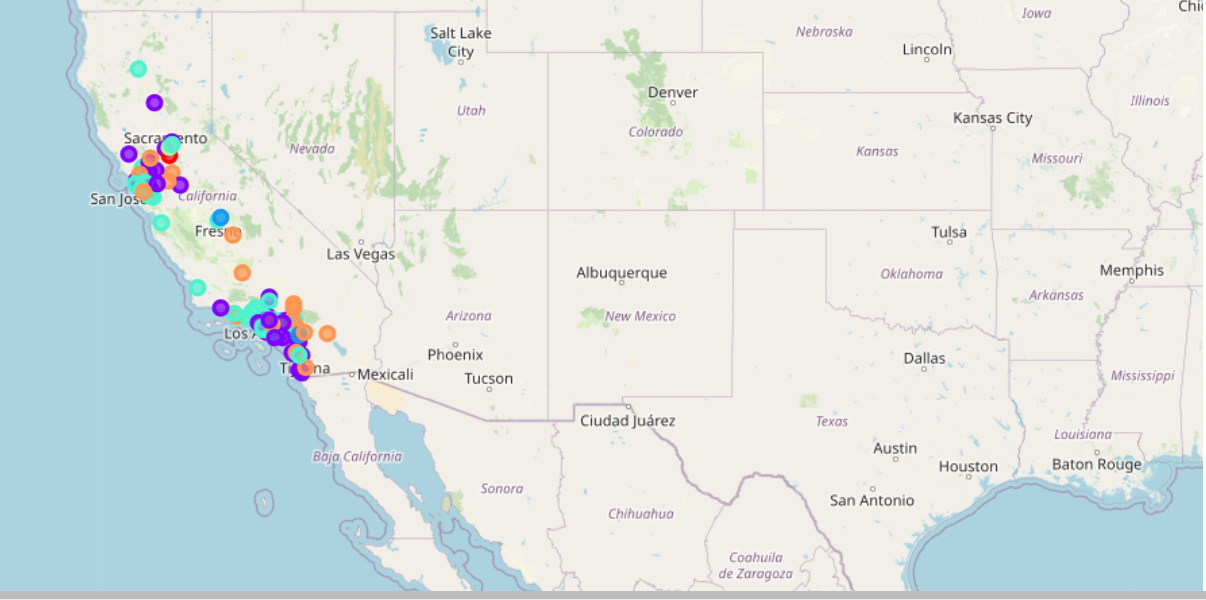 Chi
Iowa
Salt Lake
City
Nebraska
Lincoln
Denver
Illinois
Utah
Kansas City
Colorado
Sacramento
Nevada
Kansas
Missouri
San Jose
California
Fresno
Tulsa
Las Vegas
Albuquerque
Oklahoma
Memphis
Arkansas
Arizona
New Mexico
Los A
Phoenix
Dallas
Tijuana
Mexicali
Tucson
Mississippi
Ciudad Juárez
Texas
Louisiana
Austin
Baja California
Houston
Baton Rouge
Sonora
San Antonio
Chihuahua
Coahuila
de Zaragoza